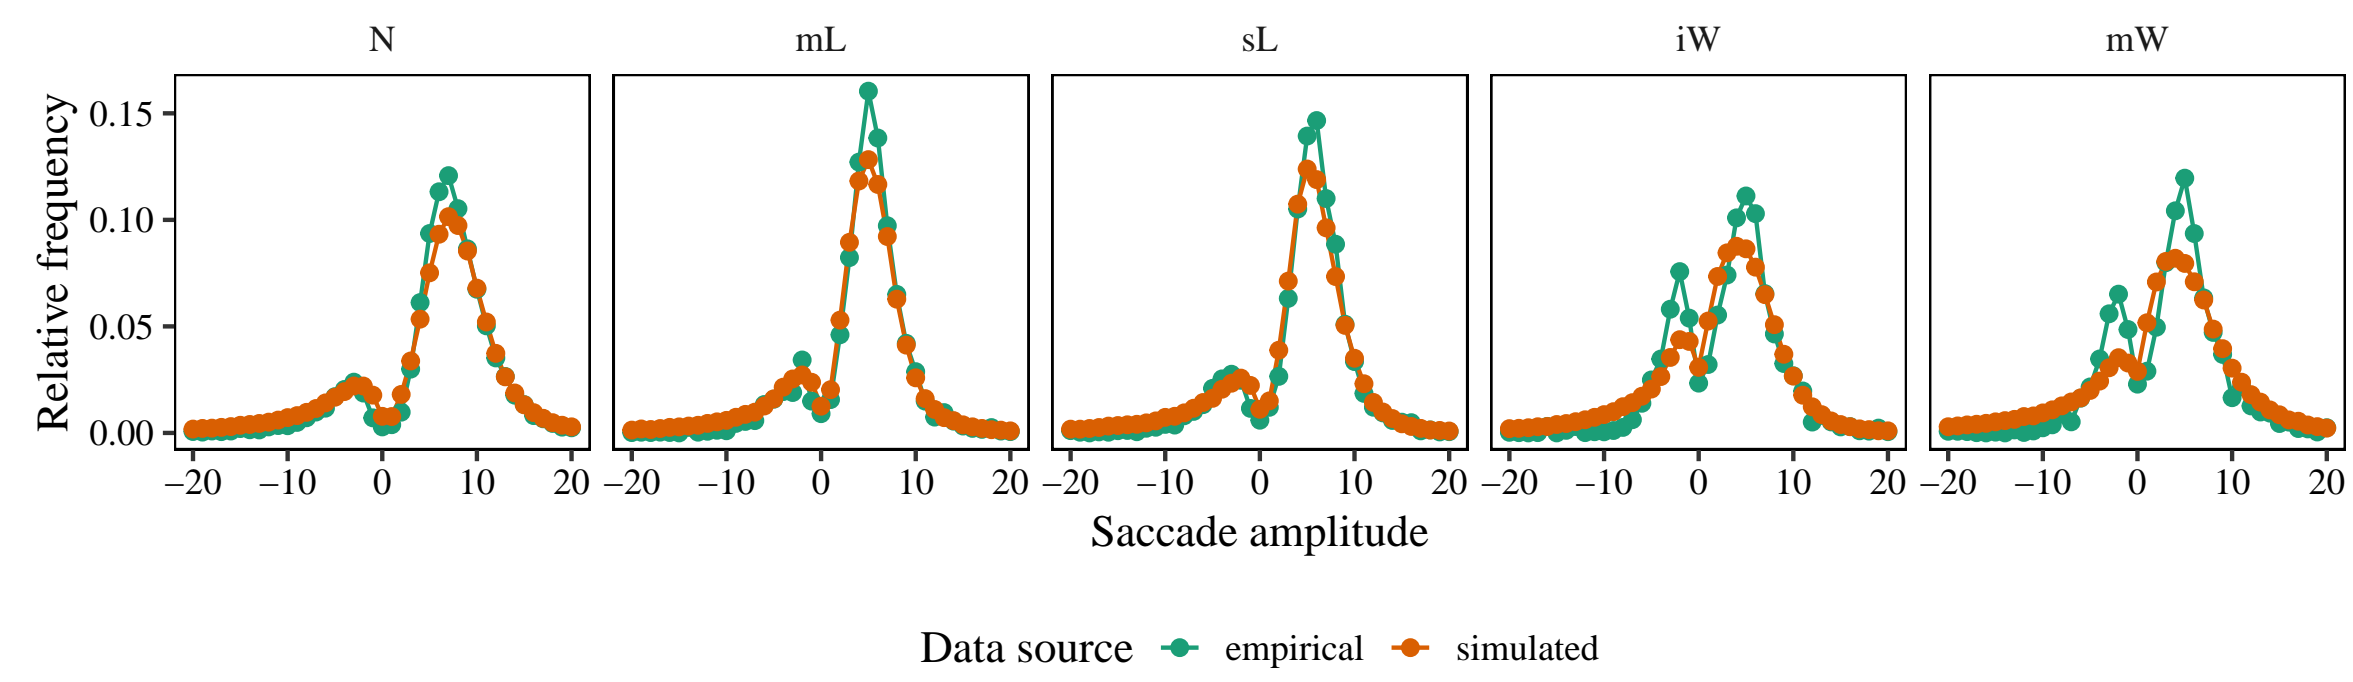 N mL sL iW mW
Relative frequency
0.15
0.10
0.05
0.00
−20 −10 0 10 20 −20 −10 0 10 20 −20 −10 0 10 20 −20 −10 0 10 20 −20 −10 0 10 20
Saccade amplitude
Data source empirical simulated